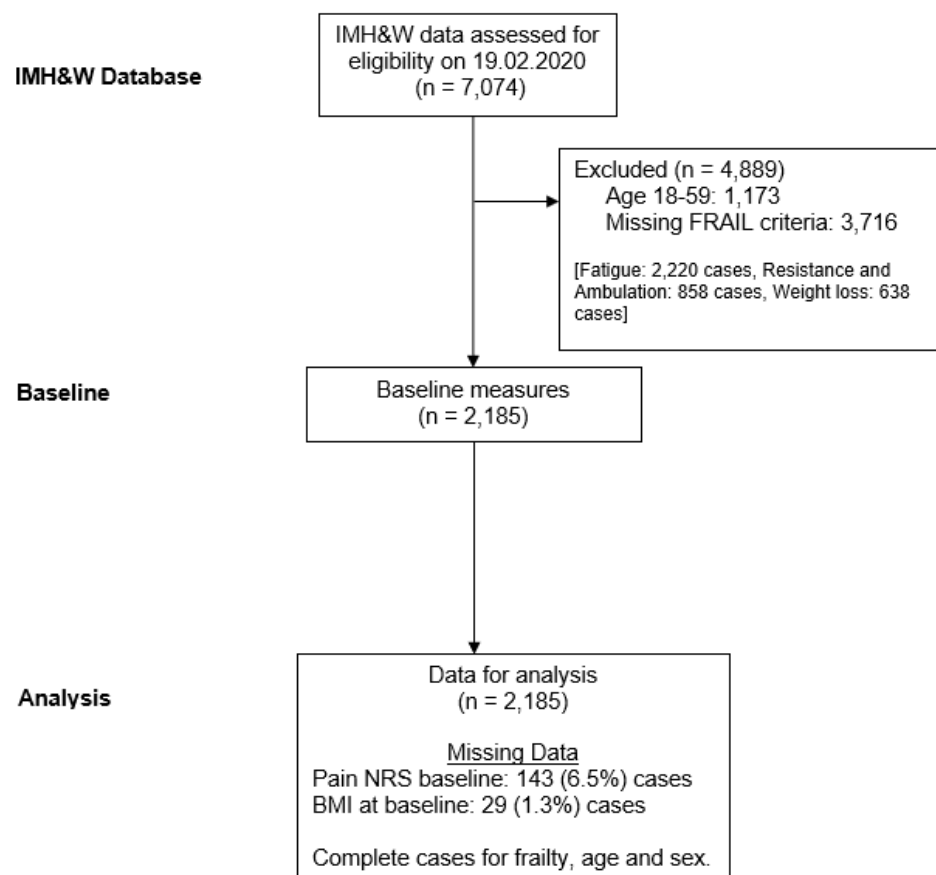 IMH&W Database
IMH&W data assessed for
eligibility on 19.02.2020
(n = 7,074)
Excluded (n = 4,889)
Age 18-59: 1,173
Missing FRAIL criteria: 3,716
[Fatigue: 2,220 cases, Resistance and
Ambulation: 858 cases, Weight loss: 638
cases]
Baseline
Baseline measures
(n = 2,185)
Analysis
Data for analysis
(n = 2,185)
Missing Data
Pain NRS baseline: 143 (6.5%) cases
BMI at baseline: 29 (1.3%) cases
Complete cases for frailty, age and sex.